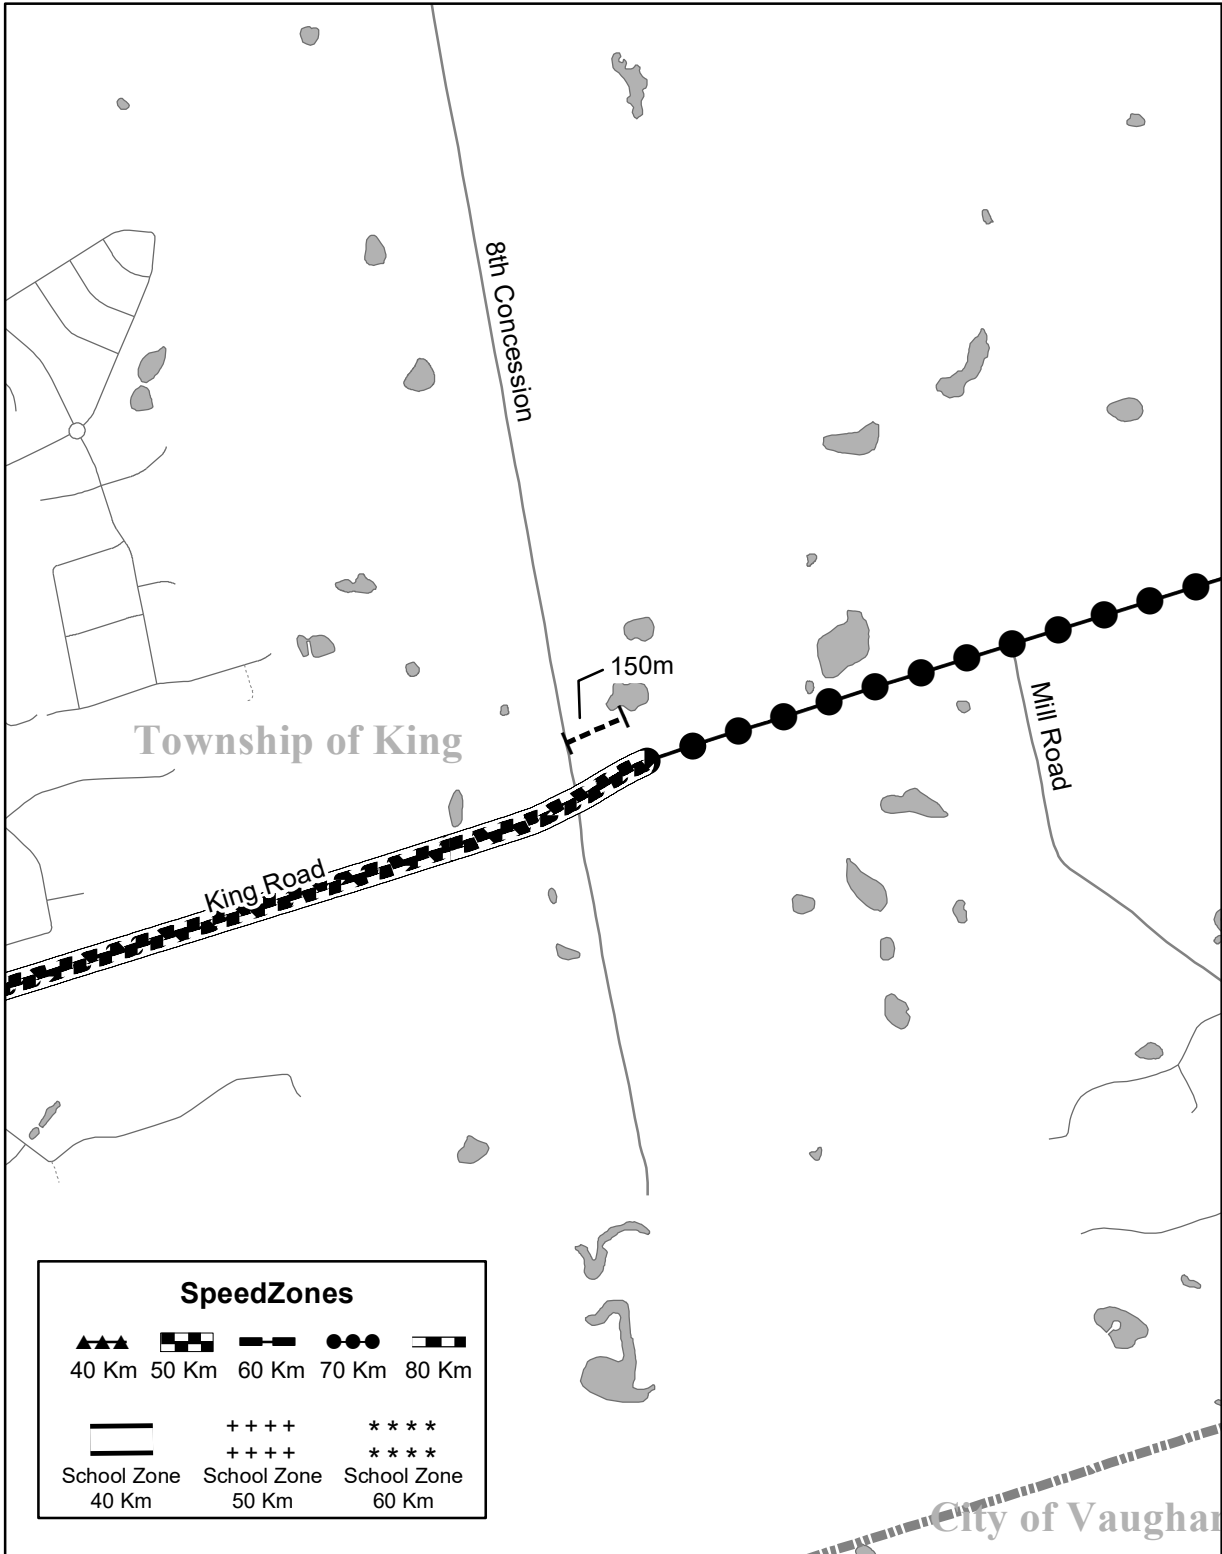 8th Concession
150m
Mill Road
Township of King
King Road
SpeedZones
40 Km 50 Km 60 Km 70 Km 80 Km
++++ ****
++++ ****
School Zone School Zone School Zone
40 Km 50 Km 60 Km
City of Vaughan